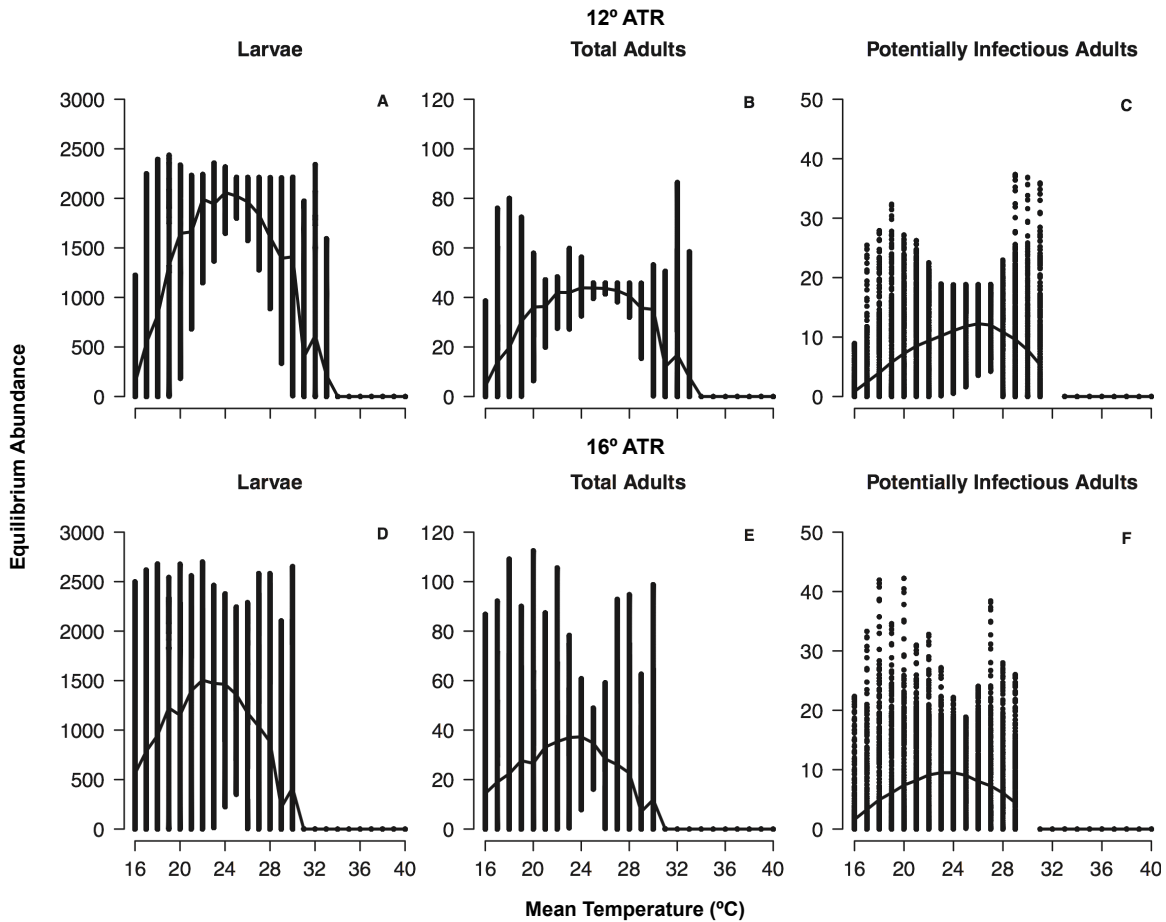 12º ATR
Larvae
Total Adults
Potentially Infectious Adults
3000
2500
2000
1500
1000
500
0
A
120
100
80
60
40
20
0
B
50
40
30
20
10
0
C
16º ATR
Larvae
Total Adults
Potentially Infectious Adults
Equilibrium Abundance
3000
2500
2000
1500
1000
500
0
D
120
100
80
60
40
20
0
E
50
40
30
20
10
0
F
16 20 24 28 32 36 40
16 20 24 28 32 36 40
16 20 24 28 32 36 40
Mean Temperature (ºC)